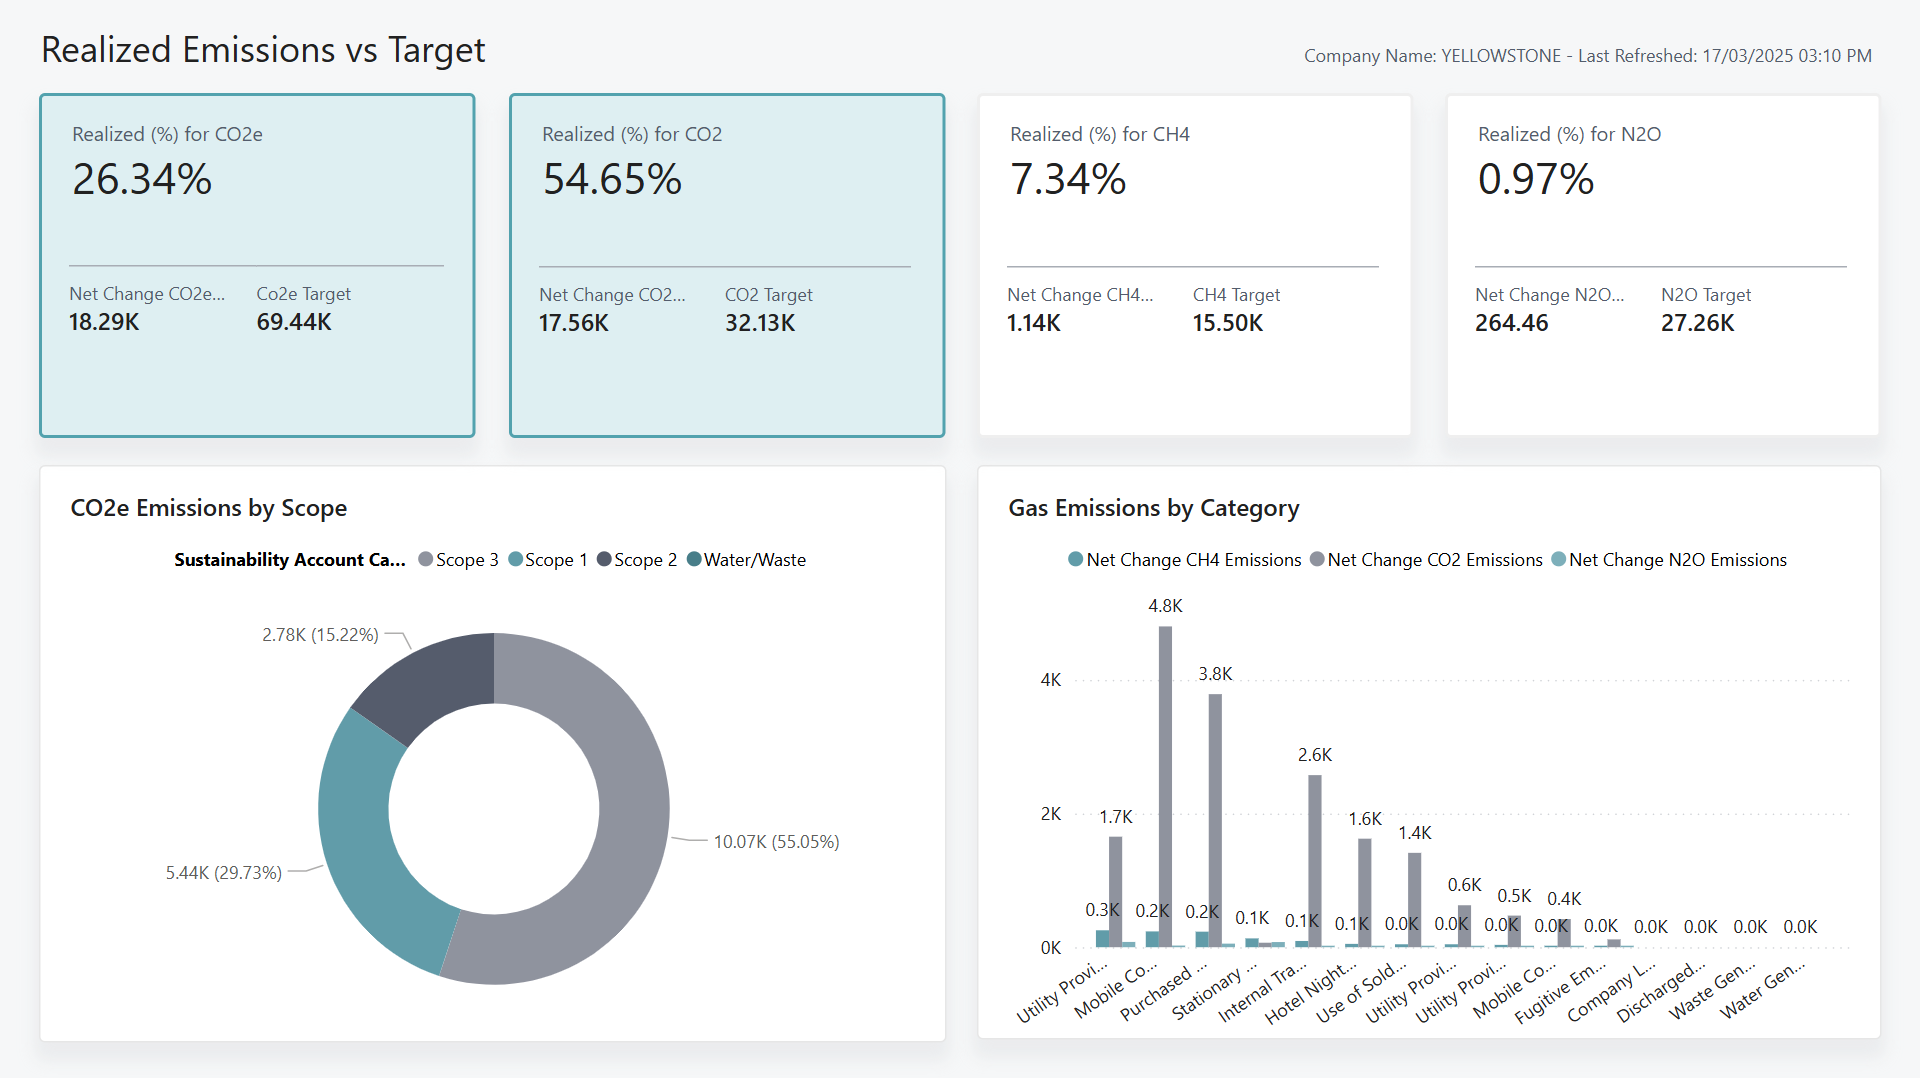 Realized Emissions vs Target
Company Name: YELLOWSTONE - Last Refreshed: 17/03/2025 03:10 PM
Realized (%) for CO2e
26.34%
Net Change CO2e...
18.29K
Co2e Target
69.44K
Realized (%) for CO2
54.65%
Net Change CO2...
17.56K
CO2 Target
32.13K
Realized (%) for CH4
7.34%
Net Change CH4...
1.14K
CH4 Target
15.50K
Realized (%) for N2O
0.97%
Net Change N2O...
264.46
N2O Target
27.26K
CO2e Emissions by Scope
Sustainability Account Ca... Scope 3 Scope 1 Scope 2 Water/Waste
2.78K (15.22%)
10.07K (55.05%)
5.44K (29.73%)
Gas Emissions by Category
Net Change CH4 Emissions Net Change CO2 Emissions Net Change N2O Emissions
4K
2K
0K
0.3K
1.7K
0.2K
4.8K
0.2K
3.8K
0.1K
0.1K
2.6K
0.1K
1.6K
0.0K
1.4K
0.0K
0.6K
0.0K
0.5K
0.0K
0.4K
0.0K
0.0K
0.0K
0.0K
0.0K
Utility Provi...
Mobile Co...
Purchased ...
Stationary ...
Internal Tra...
Hotel Night...
Use of Sold...
Utility Provi...
Utility Provi...
Mobile Co...
Fugitive Em...
Company L...
Discharged...
Waste Gen...
Water Gen...